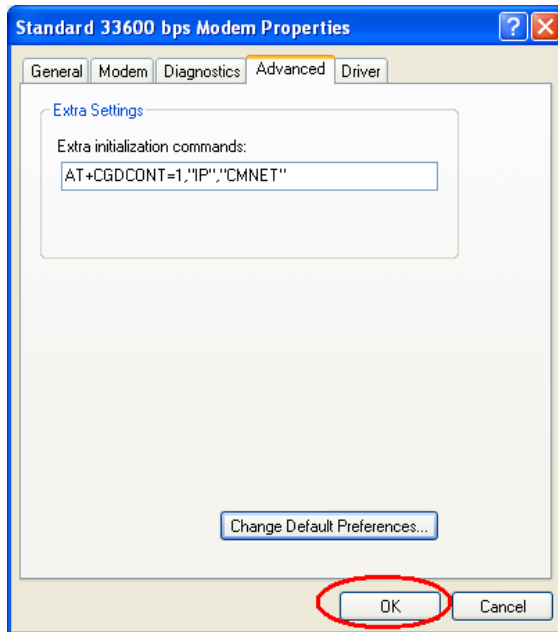 Standard 33600 bps Modem Properties
General Modem Diagnostics Advanced Driver
Extra Settings
Extra initialization commands:
AT+CGDCONT=1,"IP","CMNET"
Change Default Preferences...
OK Cancel